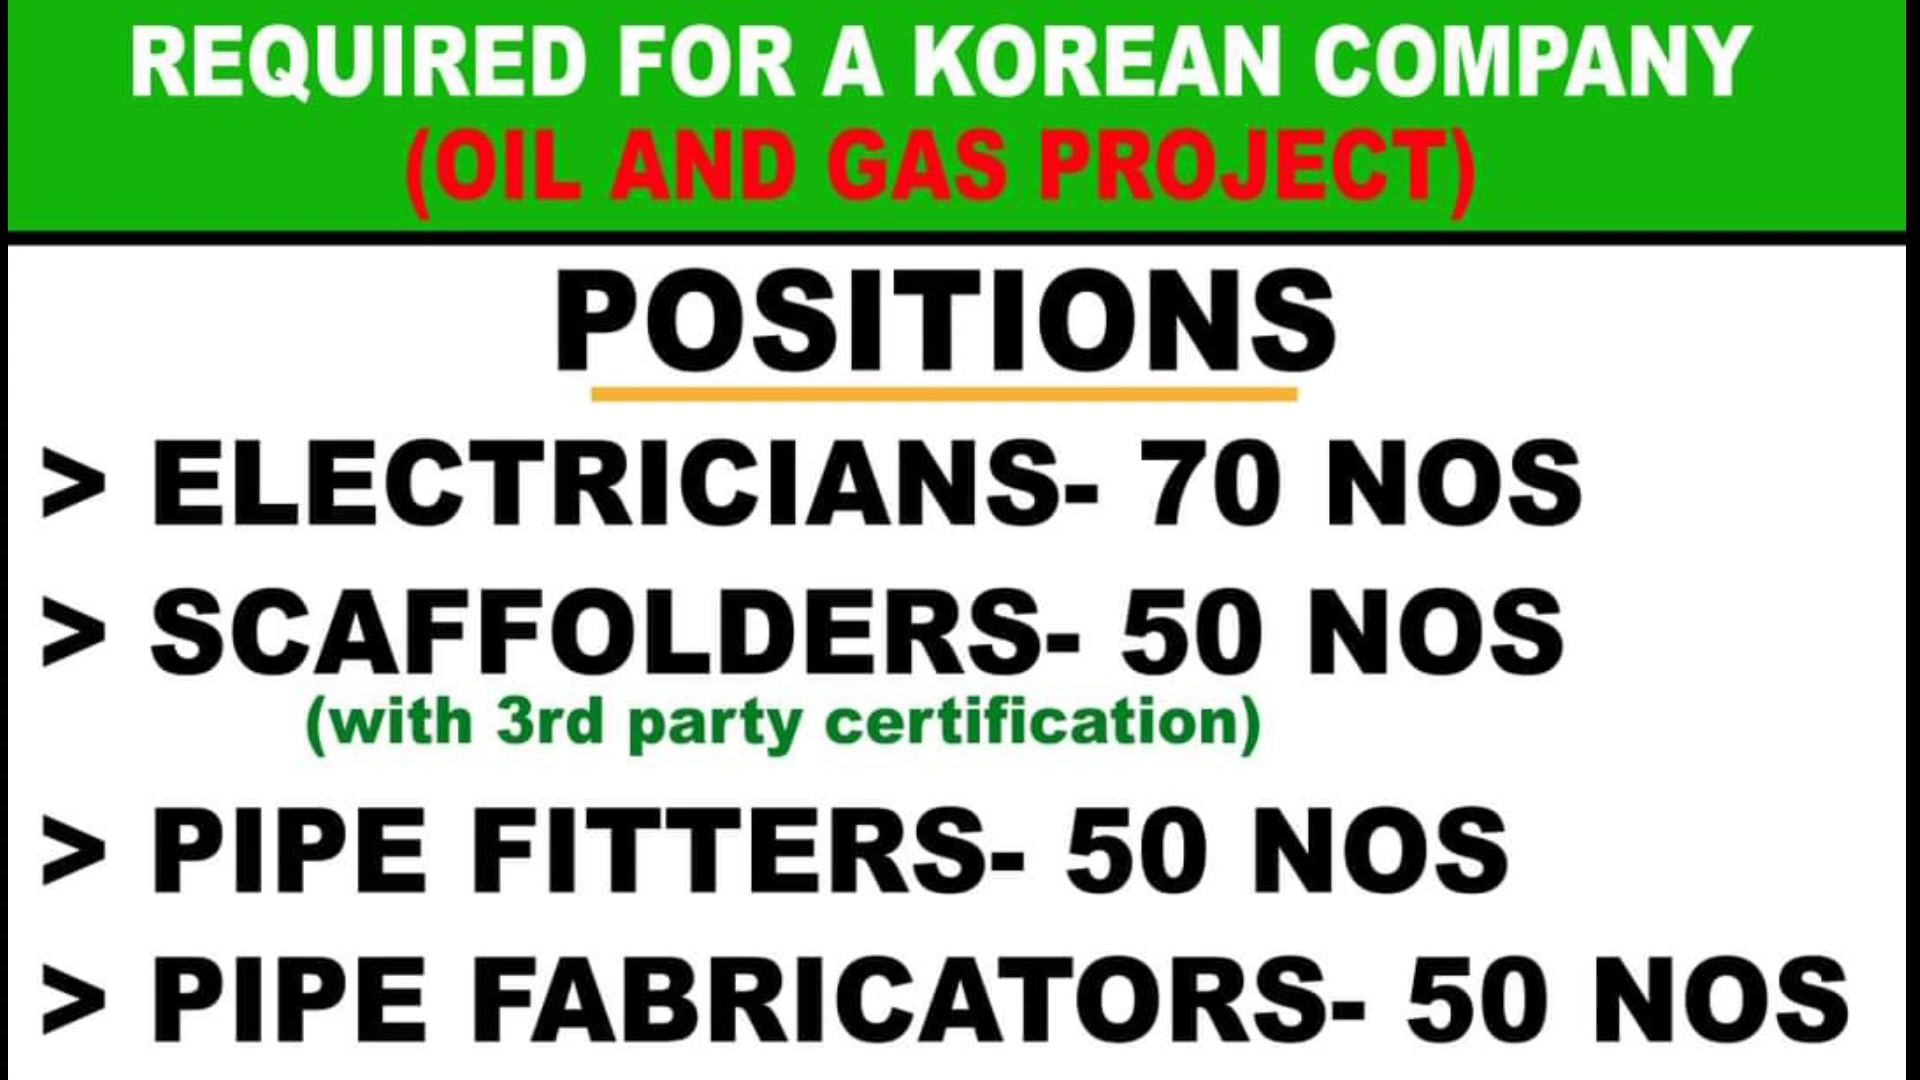 REQUIRED FOR A KOREAN COMPANY
(OIL AND GAS PROJECT)
POSITIONS
> ELECTRICIANS- 70 NOS
> SCAFFOLDERS- 50 NOS
(with 3rd party certification)
> PIPE FITTERS- 50 NOS
> PIPE FABRICATORS- 50 NOS